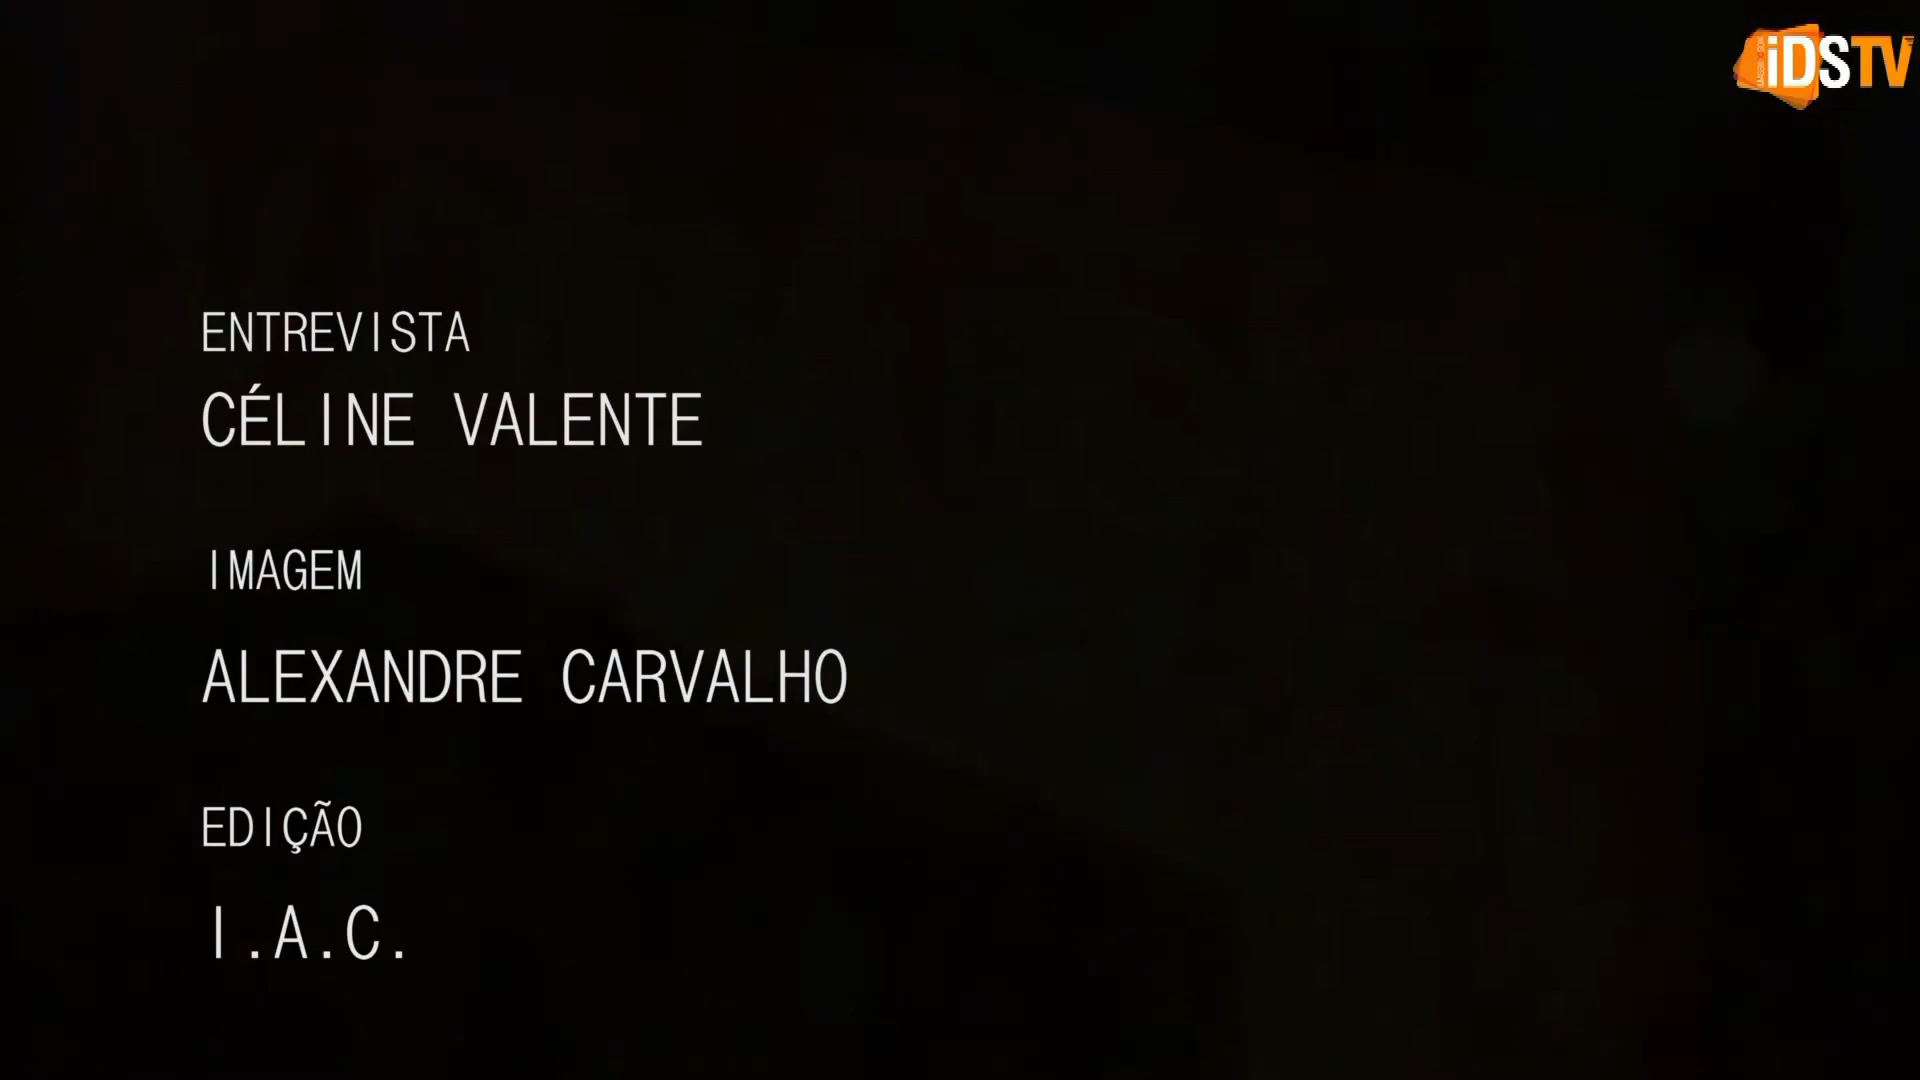 iDSTV
ENTREVISTA
CÉLINE VALENTE
IMAGEM
ALEXANDRE CARVALHO
EDIÇÃO
I.A.C.